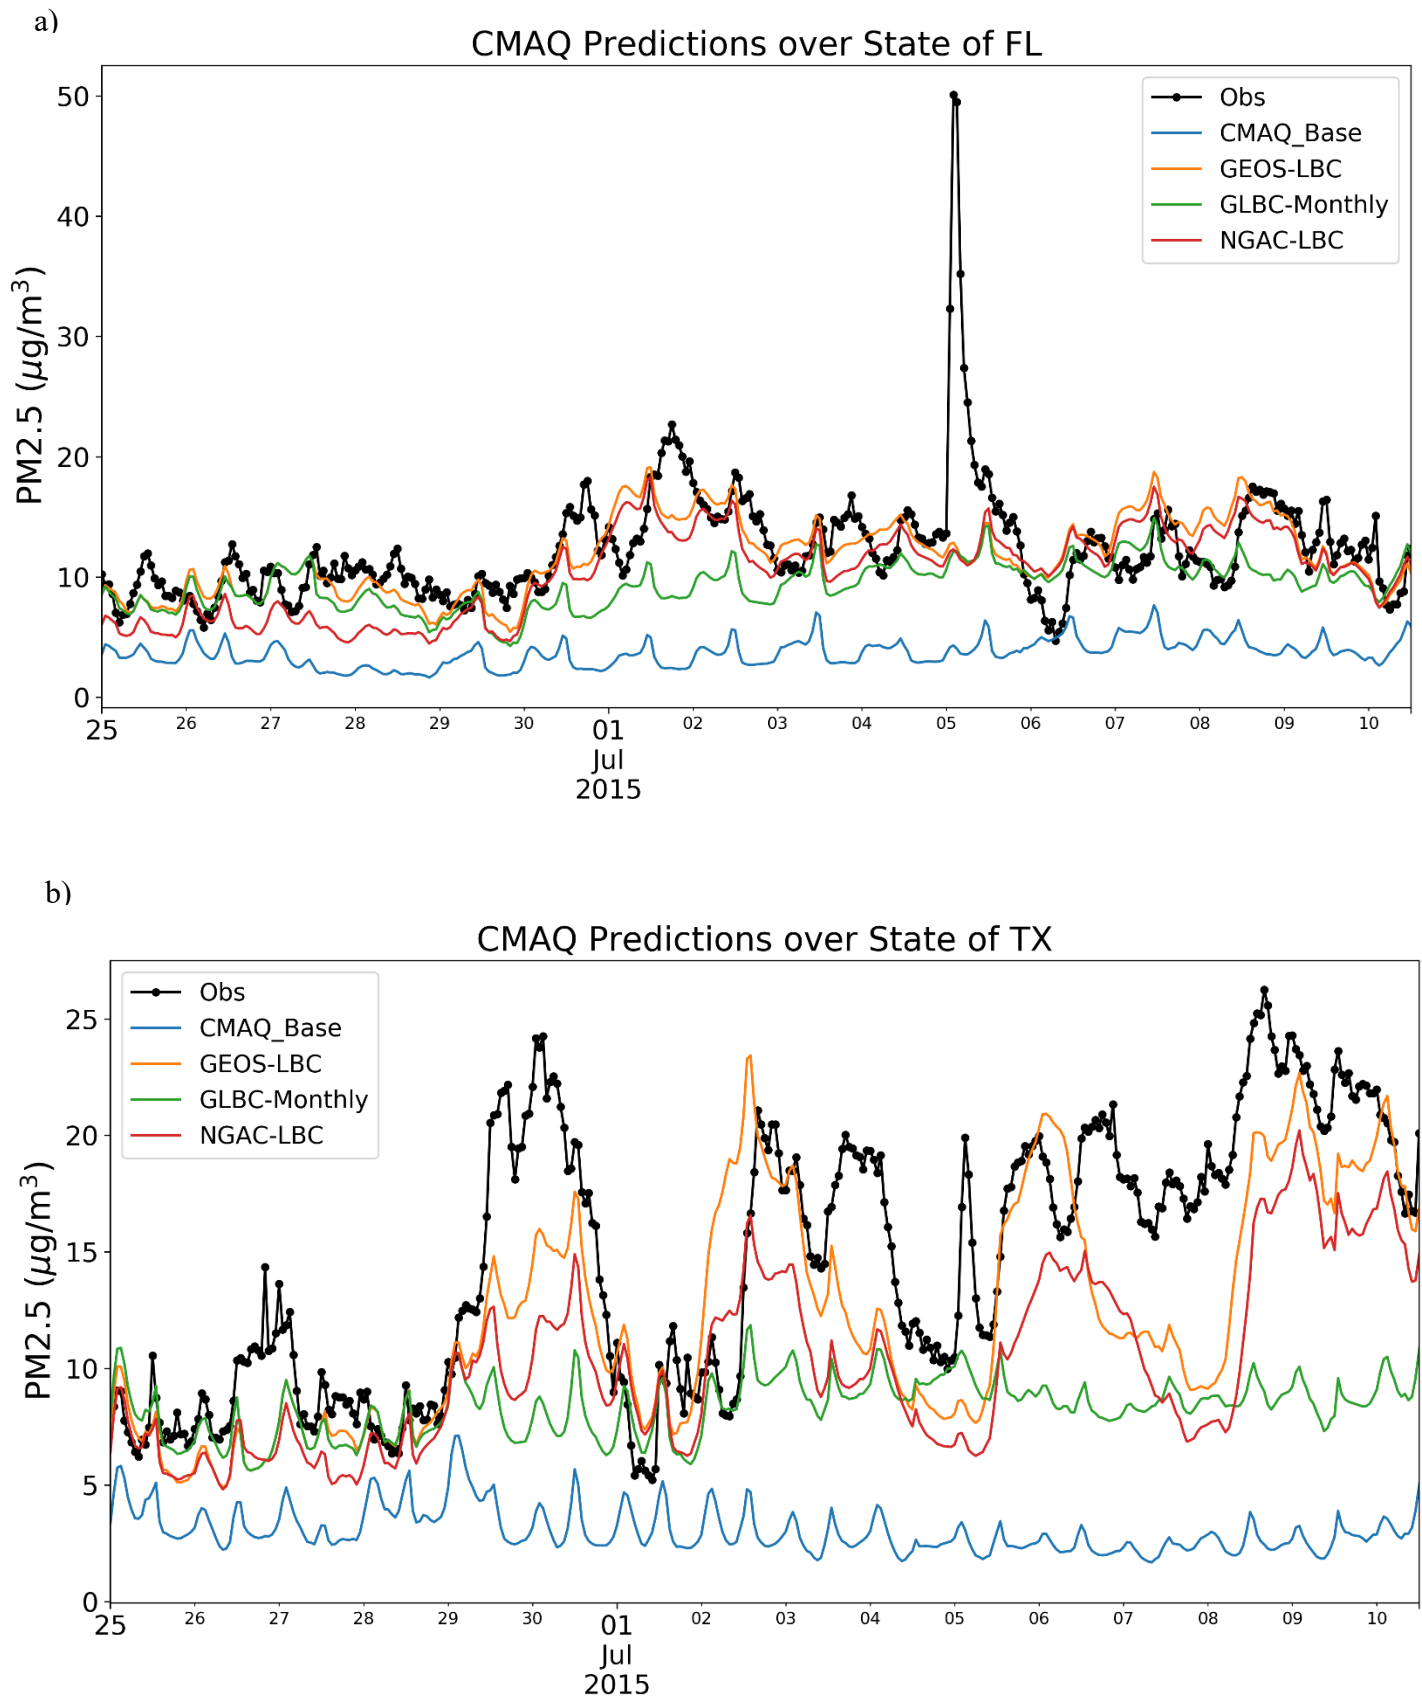 a)
CMAQ Predictions over State of FL
PM2.5 (μg/m³)
50
40
30
20
10
0
Obs
CMAQ_Base
GEOS-LBC
GLBC-Monthly
NGAC-LBC
25 26 27 28 29 30 01 02 03 04 05 06 07 08 09 10
Jul
2015
b)
CMAQ Predictions over State of TX
PM2.5 (μg/m³)
25
20
15
10
5
0
Obs
CMAQ_Base
GEOS-LBC
GLBC-Monthly
NGAC-LBC
25 26 27 28 29 30 01 02 03 04 05 06 07 08 09 10
Jul
2015